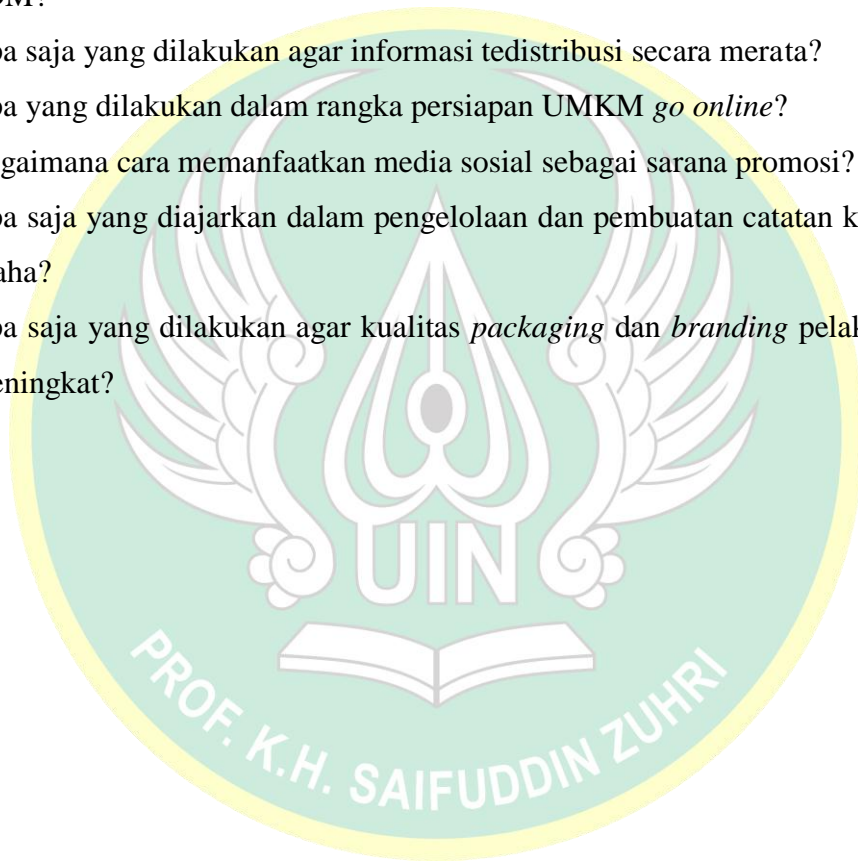 OM?
pa saja yang dilakukan agar informasi tedistribusi secara merata?
pa yang dilakukan dalam rangka persiapan UMKM go online?
agaimana cara memanfaatkan media sosial sebagai sarana promosi?
pa saja yang diajarkan dalam pengelolaan dan pembuatan catatan k
aha?
pa saja yang dilakukan agar kualitas packaging dan branding pelak
eningkat?
UIN
PROF. K.H. SAIFUDDIN ZUHRI